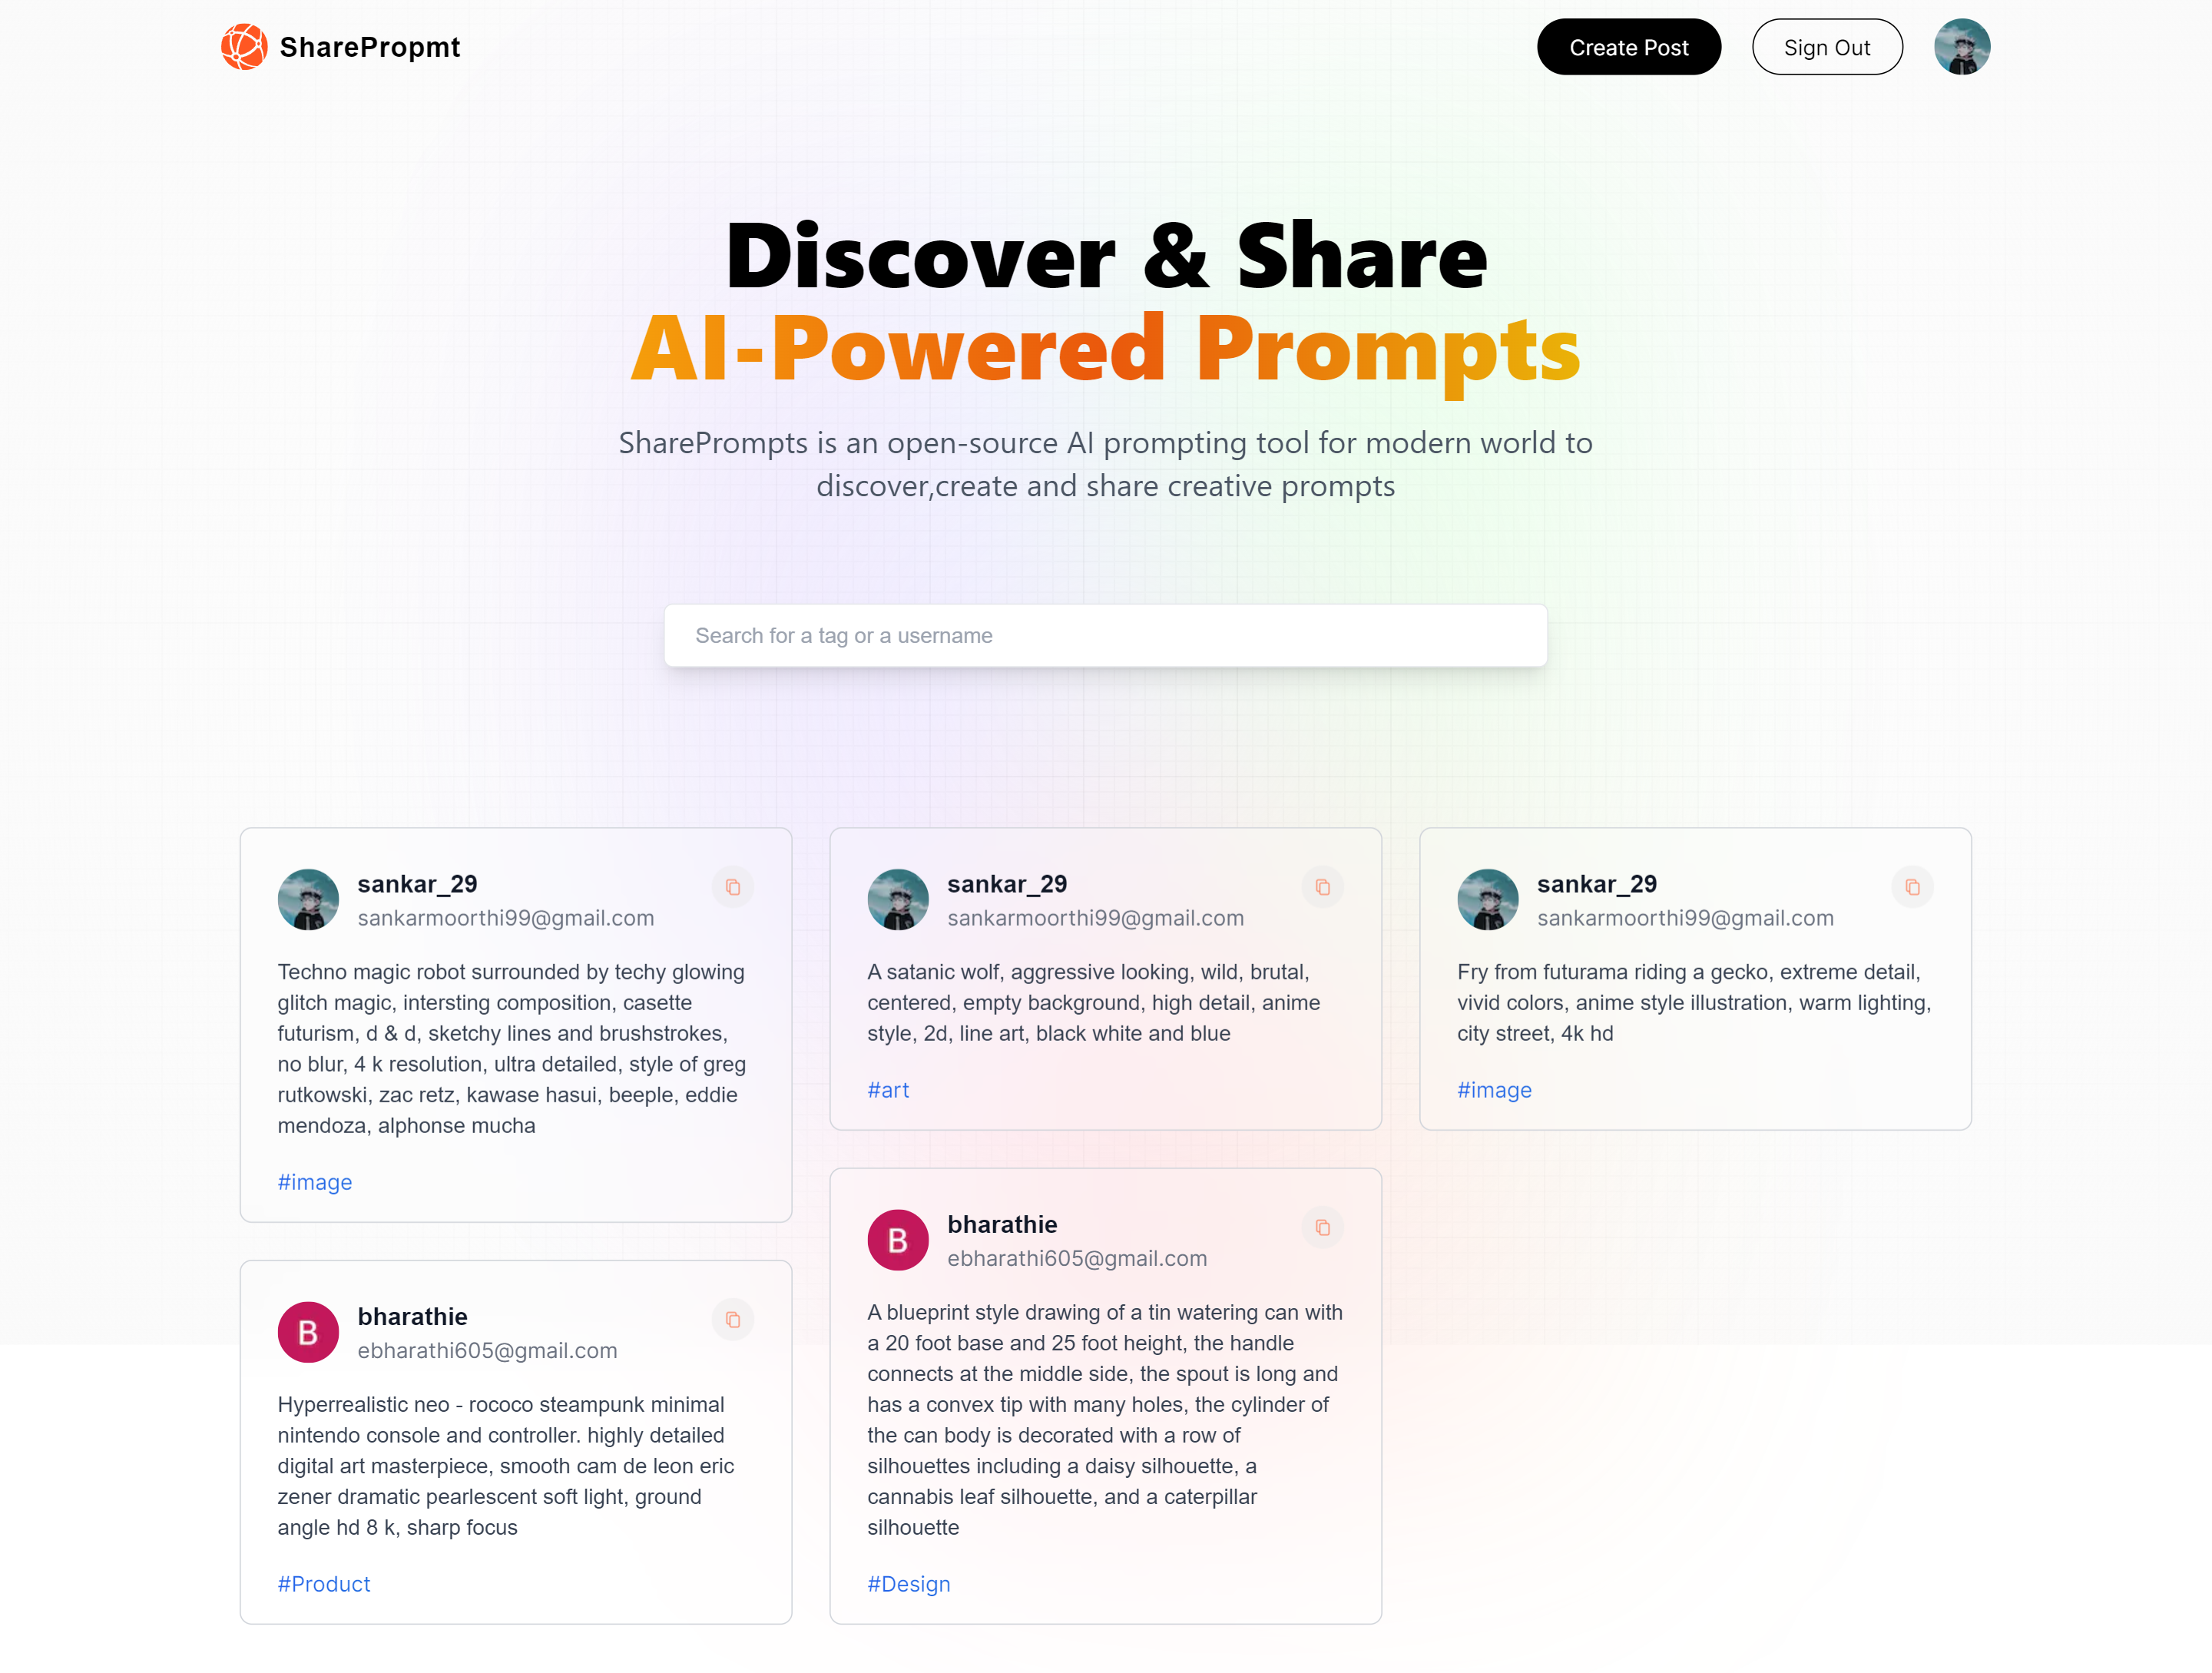 SharePropmt
Create Post
Sign Out
Discover & Share
AI-Powered Prompts
SharePrompts is an open-source AI prompting tool for modern world to
discover,create and share creative prompts
Search for a tag or a username
sankar_29
sankarmoorthi99@gmail.com
Techno magic robot surrounded by techy glowing
glitch magic, intersting composition, casette
futurism, d & d, sketchy lines and brushstrokes,
no blur, 4 k resolution, ultra detailed, style of greg
rutkowski, zac retz, kawase hasui, beeple, eddie
mendoza, alphonse mucha
#image
B
bharathie
ebharathi605@gmail.com
Hyperrealistic neo - rococo steampunk minimal
nintendo console and controller. highly detailed
digital art masterpiece, smooth cam de leon eric
zener dramatic pearlescent soft light, ground
angle hd 8 k, sharp focus
#Product
sankar_29
sankarmoorthi99@gmail.com
A satanic wolf, aggressive looking, wild, brutal,
centered, empty background, high detail, anime
style, 2d, line art, black white and blue
#art
B
bharathie
ebharathi605@gmail.com
A blueprint style drawing of a tin watering can with
a 20 foot base and 25 foot height, the handle
connects at the middle side, the spout is long and
has a convex tip with many holes, the cylinder of
the can body is decorated with a row of
silhouettes including a daisy silhouette, a
cannabis leaf silhouette, and a caterpillar
silhouette
#Design
sankar_29
sankarmoorthi99@gmail.com
Fry from futurama riding a gecko, extreme detail,
vivid colors, anime style illustration, warm lighting,
city street, 4k hd
#image